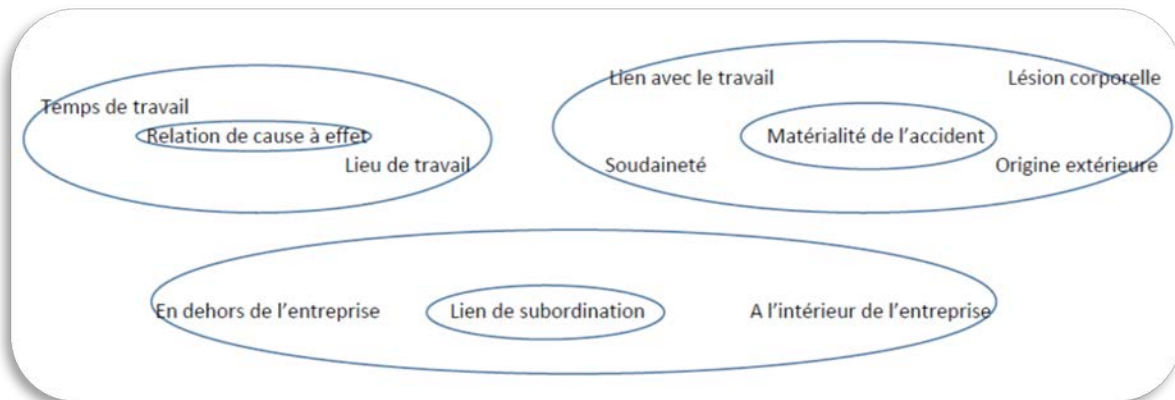 Temps de travail
Relation de cause à effet
Lieu de travail
Lien avec le travail
Lésion corporelle
Matérialité de l'accident
Soudaineté
Origine extérieure
En dehors de l'entreprise
Lien de subordination
A l'intérieur de l'entreprise